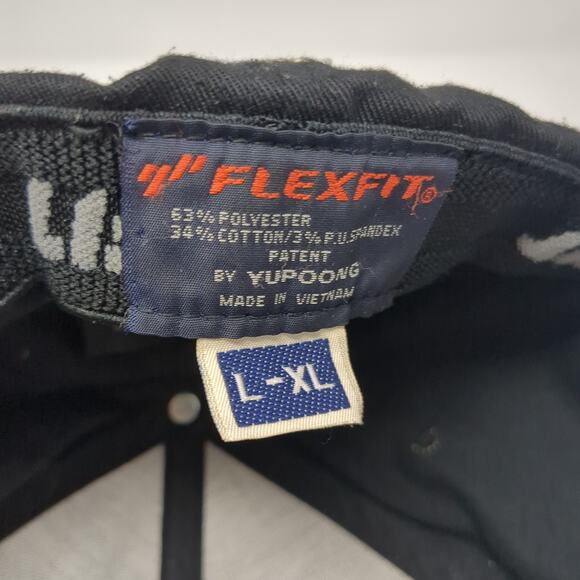 FLEXFIT®
63% POLYESTER
34% COTTON/3% P.U.SPANDEX
PATENT
BY YUPOONG
MADE IN VIETNAM
L-XL